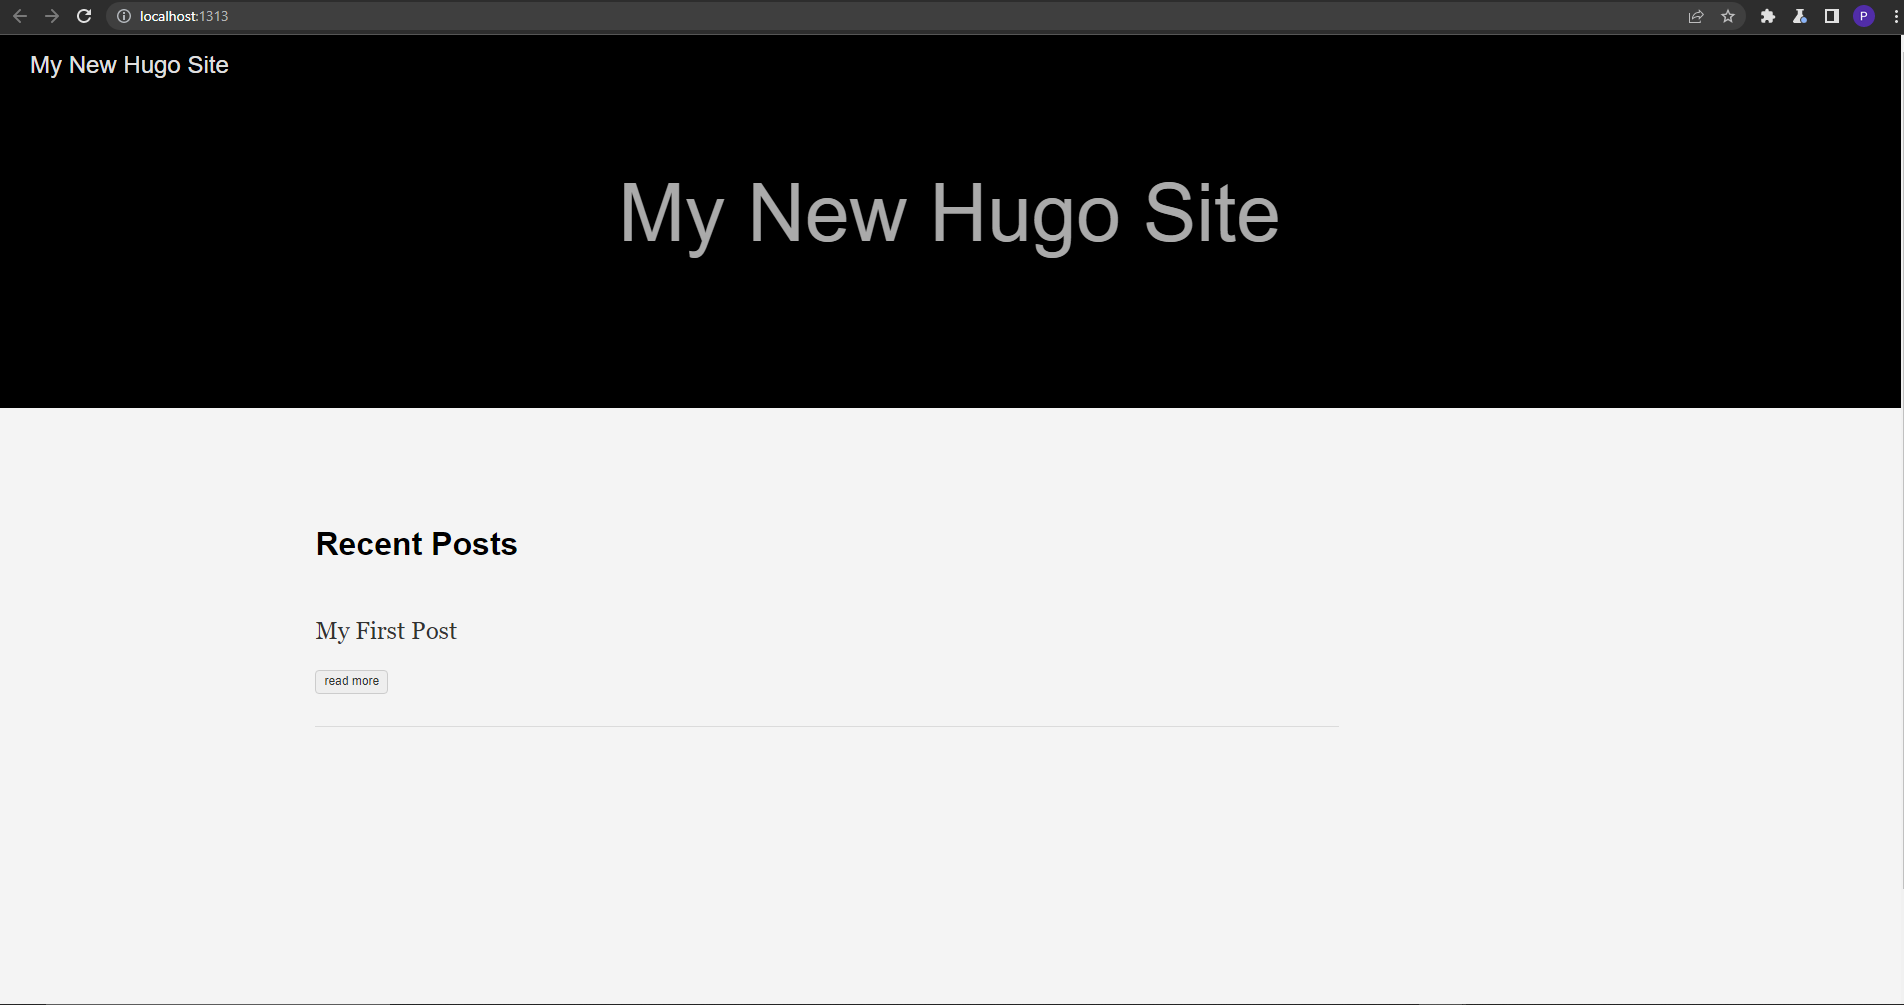 localhost:1313
P
My New Hugo Site
My New Hugo Site
Recent Posts
My First Post
read more